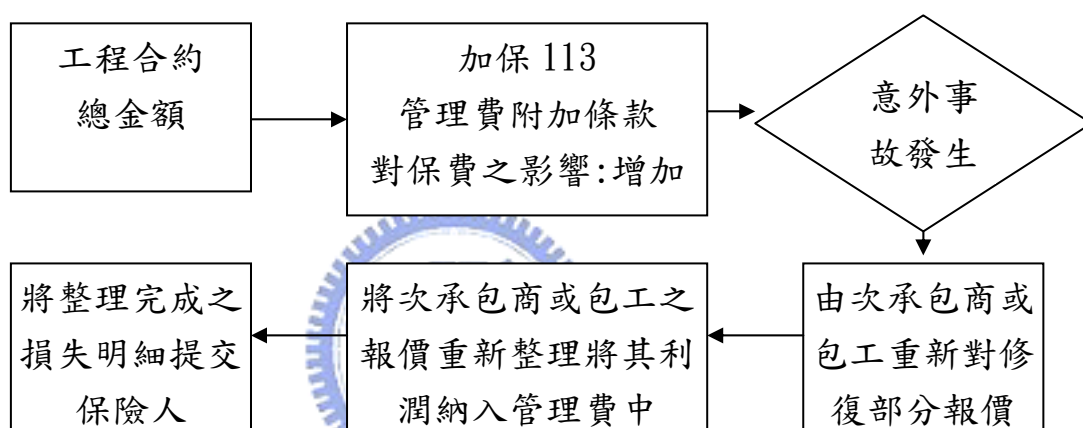 工程合約
總金額
加保 113
管理費附加條款
對保費之影響:增加
意外事
故發生
由次承包商或
包工重新對修
復部分報價
將次承包商或包工之
報價重新整理將其利
潤納入管理費中
將整理完成之
損失明細提交
保險人